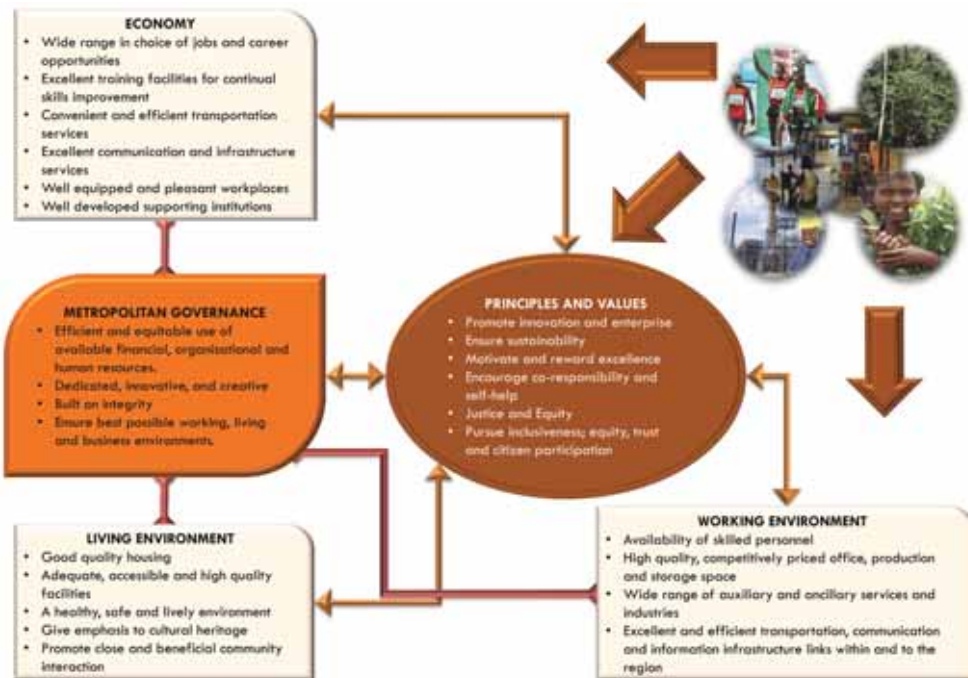 ECONOMY
• Wide range in choice of jobs and career
opportunities
• Excellent training facilities for continual
skills improvement
• Convenient and efficient transportation
services
• Excellent communication and infrastructure
services
• Well equipped and pleasant workplaces
• Well developed supporting institutions
METROPOLITAN GOVERNANCE
• Efficient and equitable use of
available financial, organisational and
human resources.
• Dedicated, innovative, and creative
• Built on integrity
• Ensure best possible working, living
and business environments.
PRINCIPLES AND VALUES
• Promote innovation and enterprise
• Ensure sustainability
• Motivate and reward excellence
• Encourage co-responsibility and
self-help
• Justice and Equity
• Pursue inclusiveness; equity, trust
and citizen participation
LIVING ENVIRONMENT
• Good quality housing
• Adequate, accessible and high quality
facilities
• A healthy, safe and lively environment
• Give emphasis to cultural heritage
• Promote close and beneficial community
interaction
WORKING ENVIRONMENT
• Availability of skilled personnel
• High quality, competitively priced office, production
and storage space
• Wide range of auxiliary and ancillary services and
industries
• Excellent and efficient transportation, communication
and information infrastructure links within and to the
region